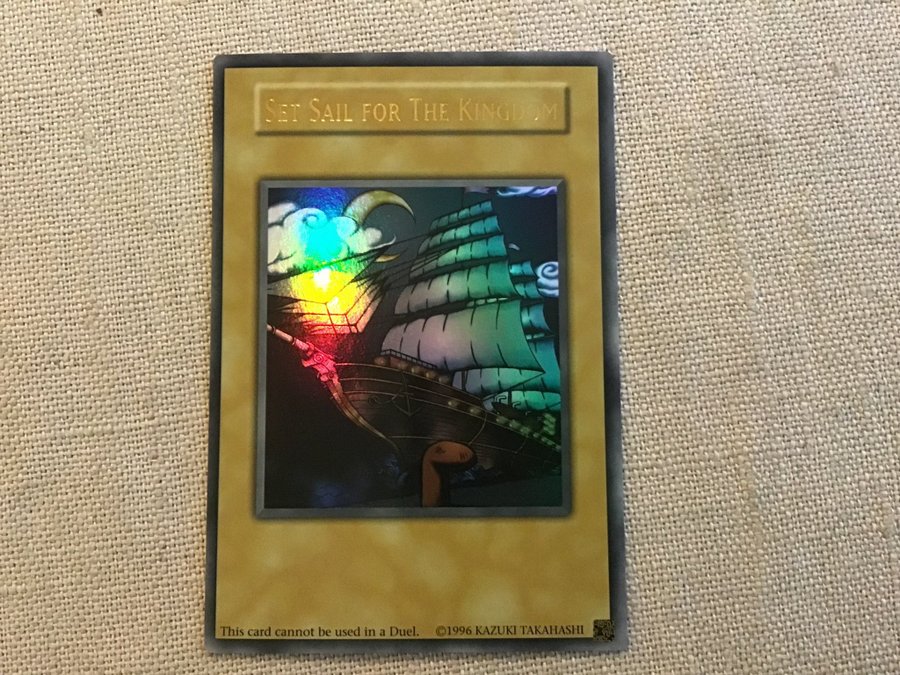 Set Sail for The Kingdom
This card cannot be used in a Duel. ©1996 KAZUKI TAKAHASHI